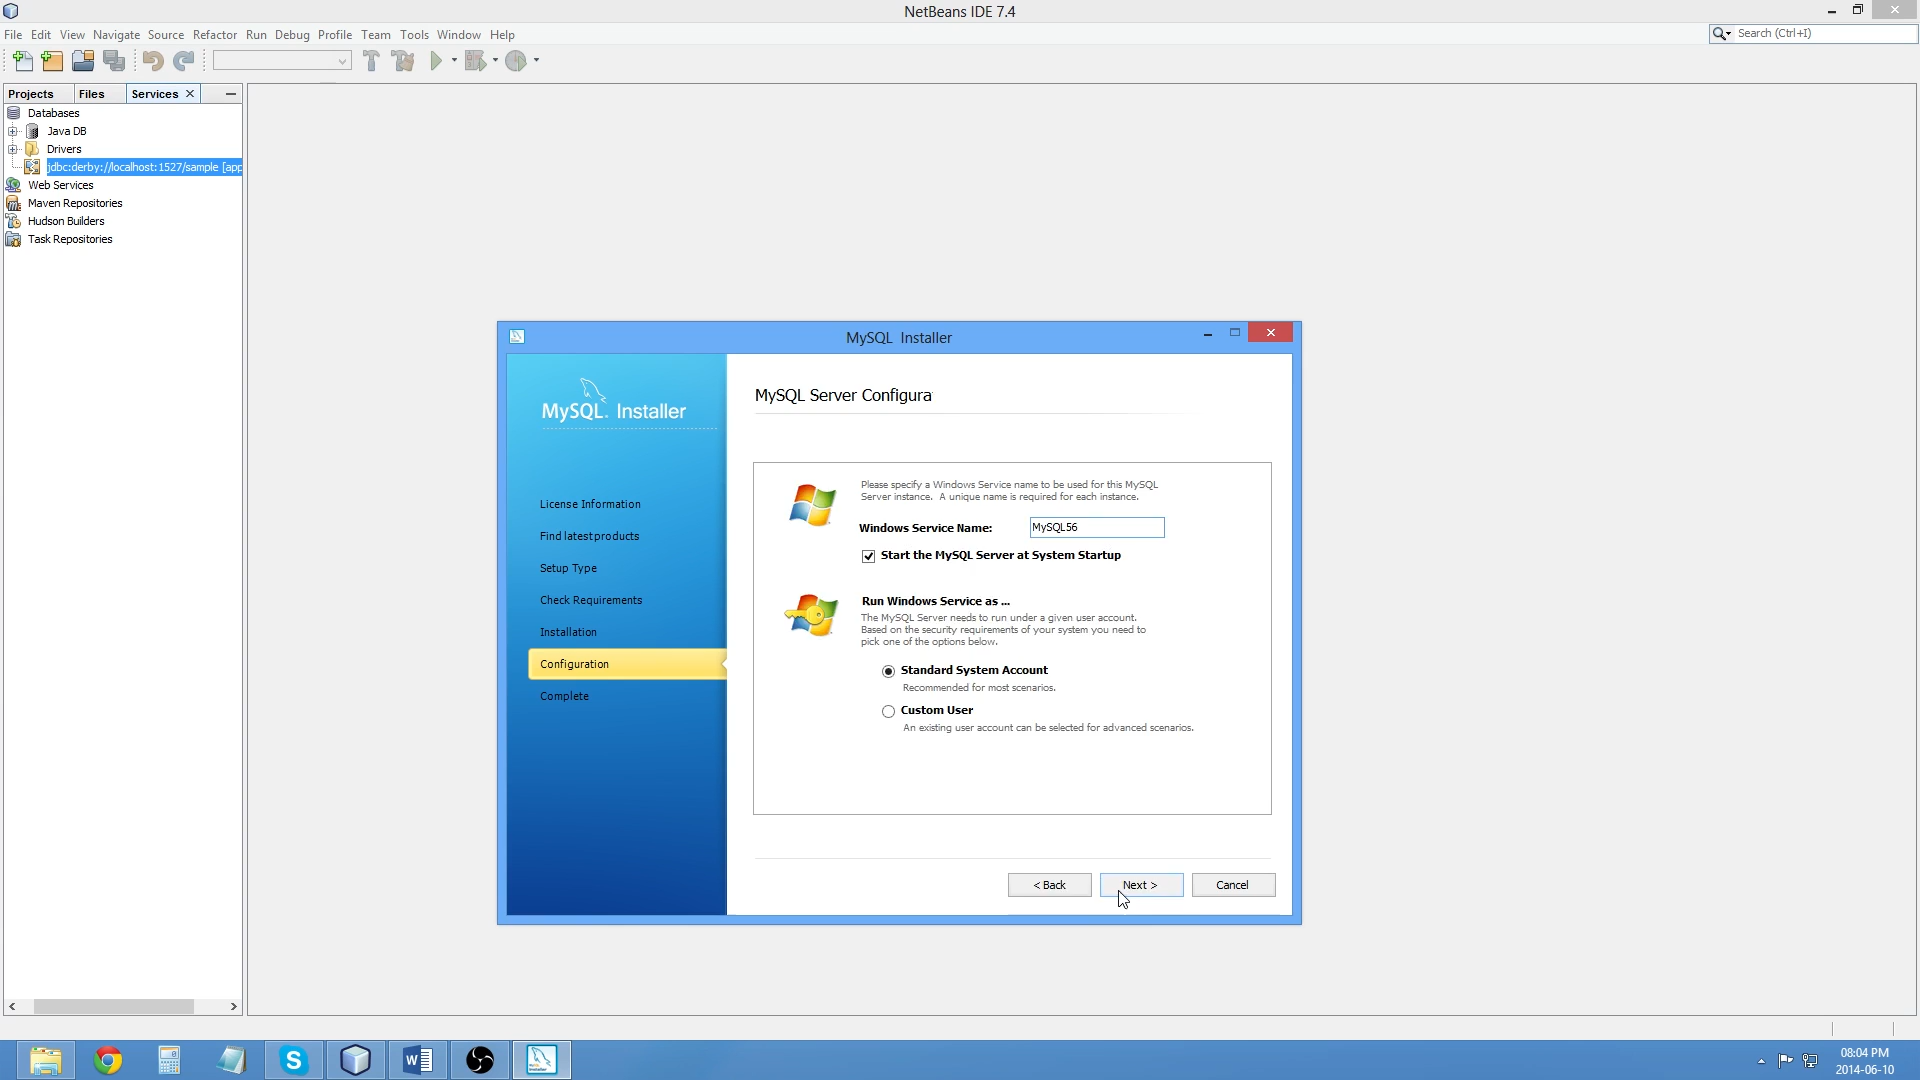 NetBeans IDE 7.4
File Edit View Navigate Source Refactor Run Debug Profile Team Tools Window Help
Search (Ctrl+I)
Projects Files Services
Databases
Java DB
Drivers
jdbc:derby://localhost:1527/sample [app
Web Services
Maven Repositories
Hudson Builders
Task Repositories
MySQL Installer
MySQL. Installer
License Information
Find latest products
Setup Type
Check Requirements
Installation
Configuration
Complete
MySQL Server Configura
Please specify a Windows Service name to be used for this MySQL
Server instance. A unique name is required for each instance.
Windows Service Name: MySQL56
Start the MySQL Server at System Startup
Run Windows Service as ...
The MySQL Server needs to run under a given user account.
Based on the security requirements of your system you need to
pick one of the options below.
Standard System Account
Recommended for most scenarios.
Custom User
An existing user account can be selected for advanced scenarios.
< Back Next > Cancel
08:04 PM
2014-06-10